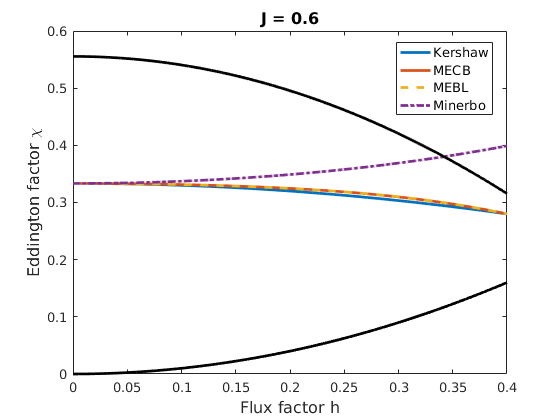 J = 0.6
Eddington factor χ
0.6
0.5
0.4
0.3
0.2
0.1
0
Kershaw
MECB
MEBL
Minerbo
0 0.05 0.1 0.15 0.2 0.25 0.3 0.35 0.4
Flux factor h